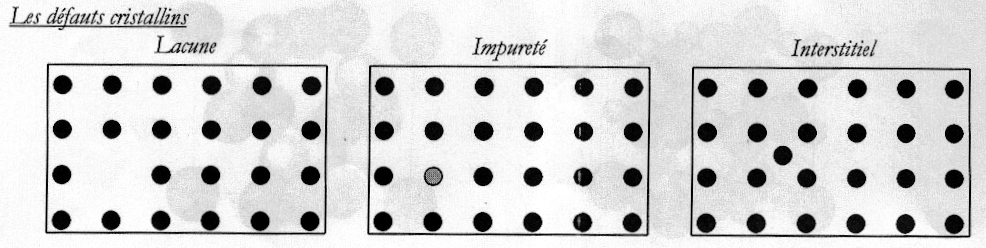 Les défauts cristallins
Lacune
Impureté
Interstitiel